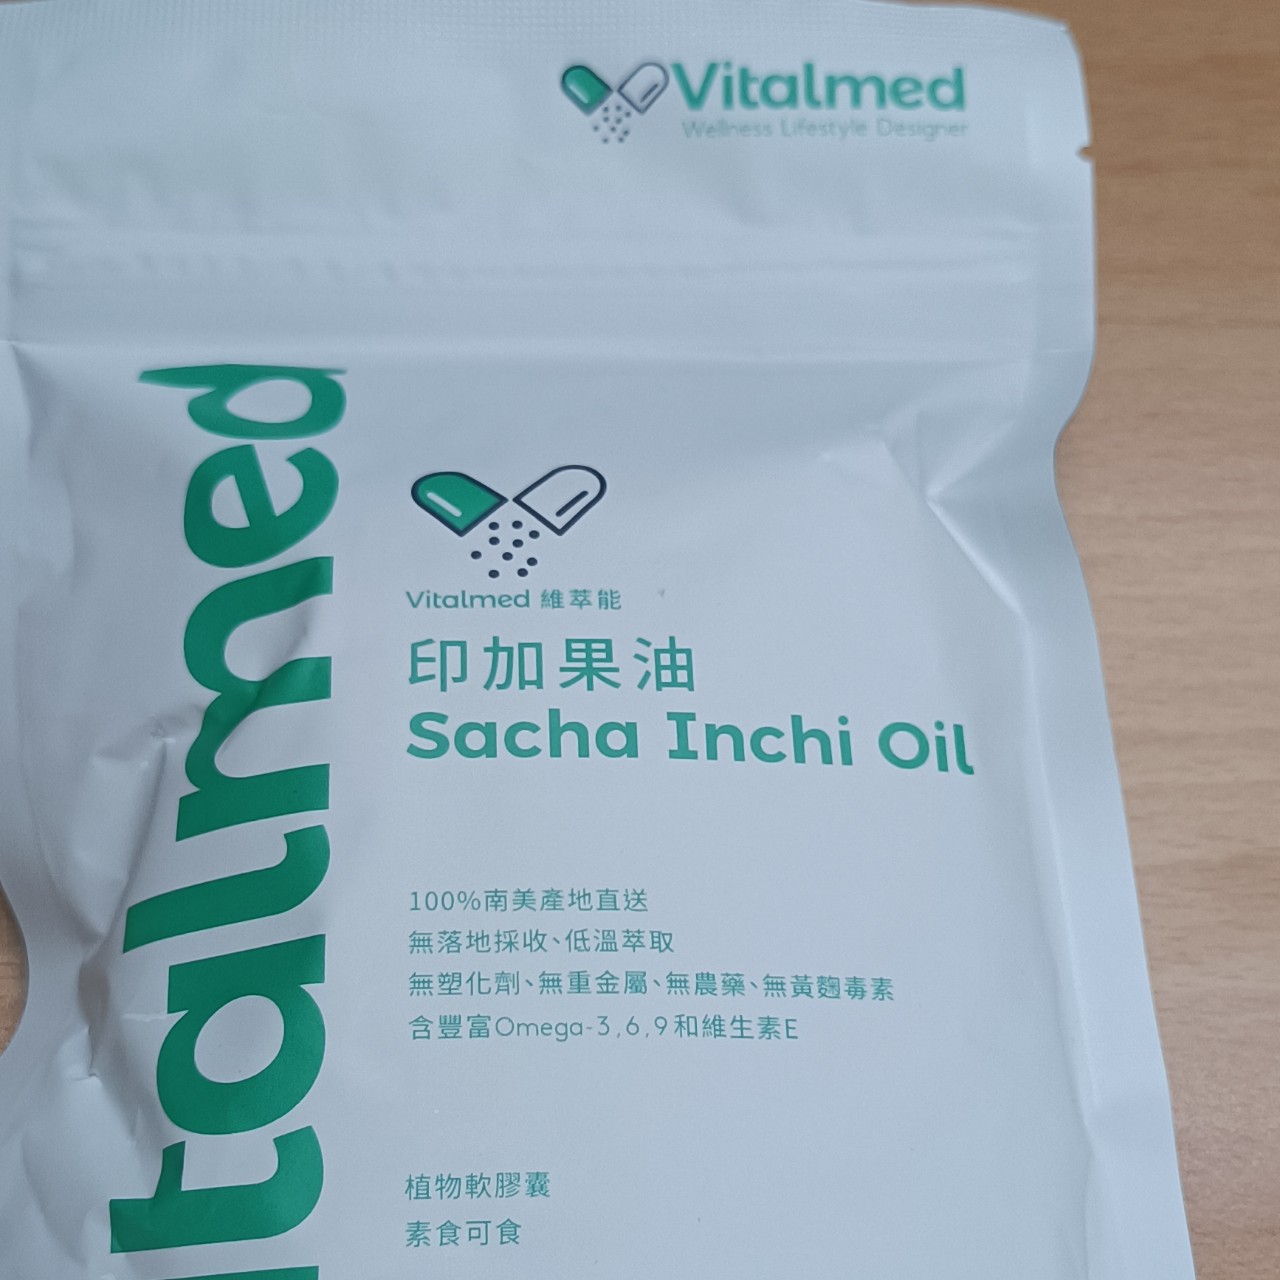 Vitalmed
Wellness Lifestyle Designer
Vitalmed 維萃能
印加果油
Sacha Inchi Oil
100%南美產地直送
無落地採收、低溫萃取
無塑化劑、無重金屬、無農藥、無黃麴毒素
含豐富Omega-3,6,9和維生素E
植物軟膠囊
素食可食
italmed